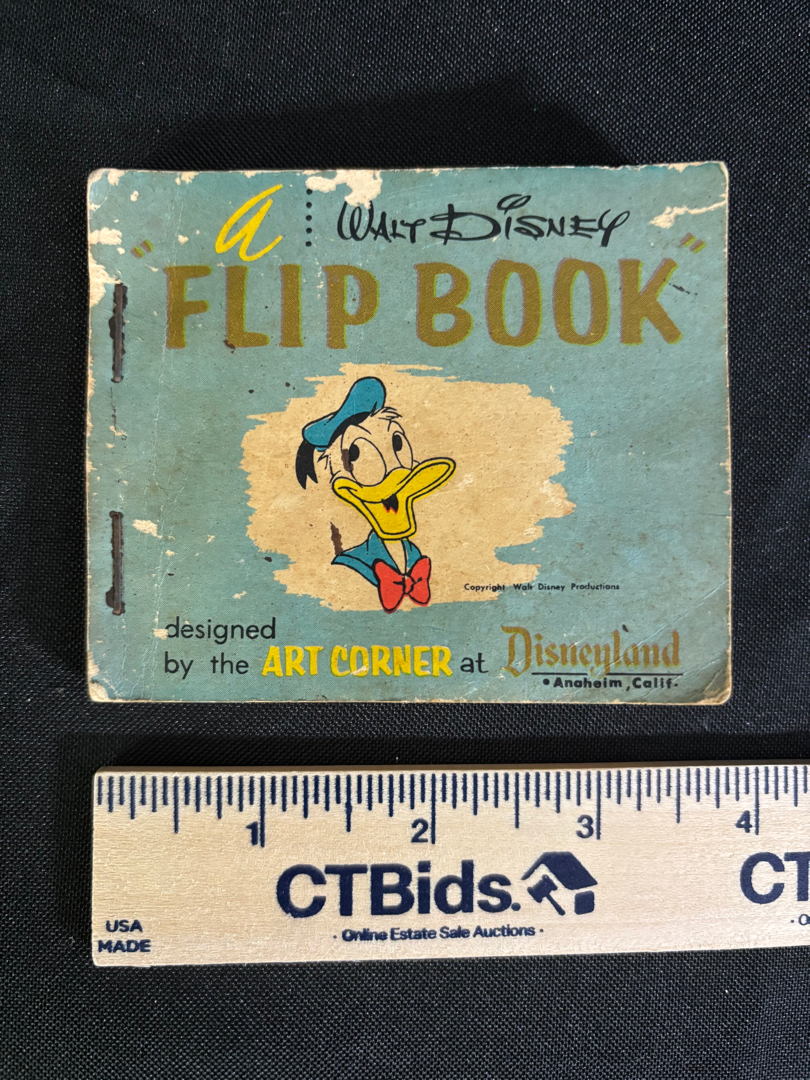 a Walt Disney
"FLIP BOOK"
Copyright Walt Disney Productions
designed
by the ART CORNER at Disneyland
• Anaheim, Calif.
1 2 3 4
CTBids. CT
· Online Estate Sale Auctions · · O
USA
MADE